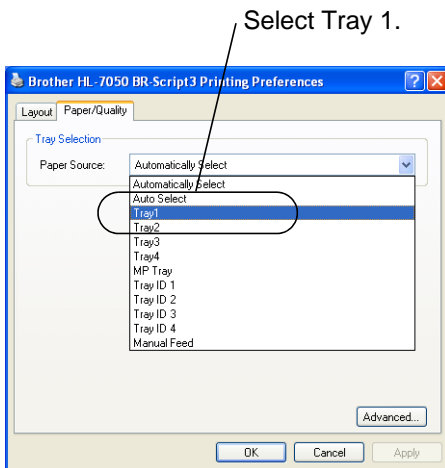 Select Tray 1.
Brother HL-7050 BR-Script3 Printing Preferences
Layout Paper/Quality
Tray Selection
Paper Source: Automatically Select
Automatically Select
Auto Select
Tray1
Tray2
Tray3
Tray4
MP Tray
Tray ID 1
Tray ID 2
Tray ID 3
Tray ID 4
Manual Feed
Advanced...
OK Cancel Apply